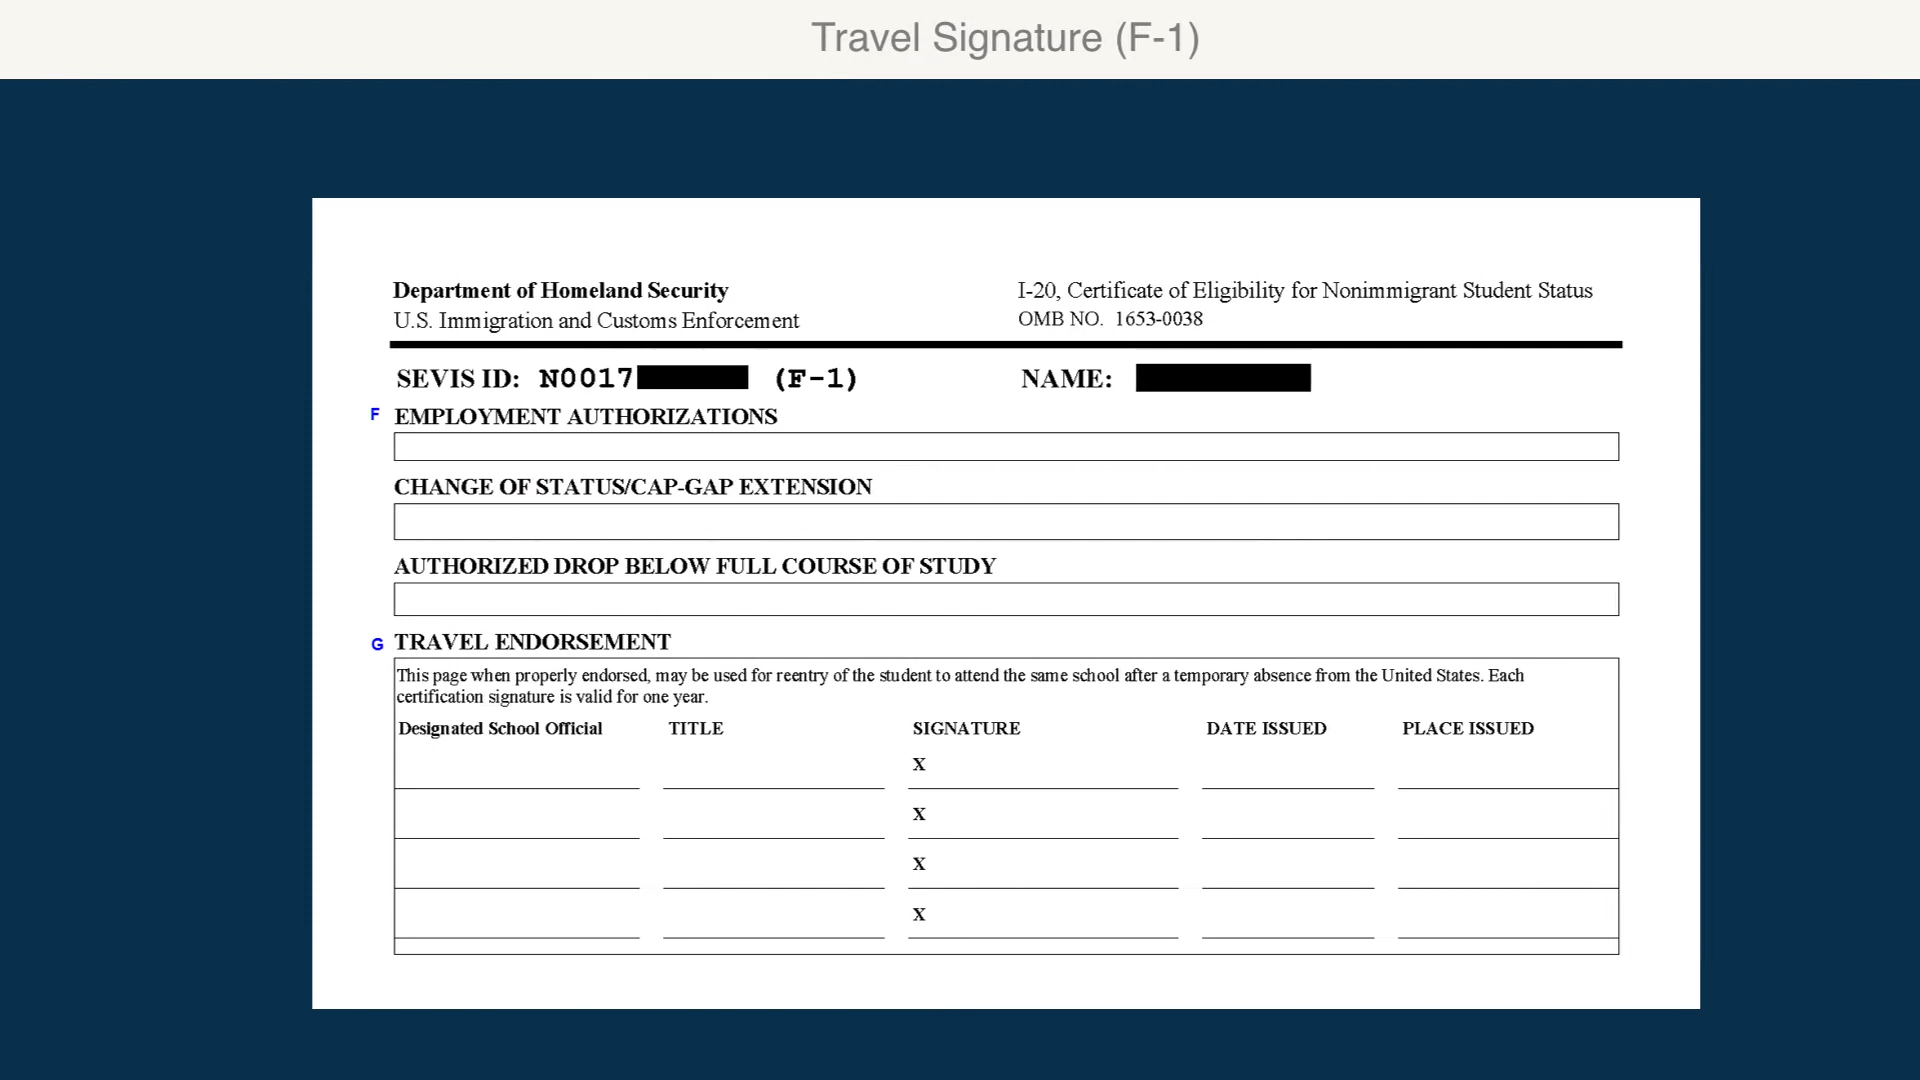 Travel Signature (F-1)
Department of Homeland Security
U.S. Immigration and Customs Enforcement
I-20, Certificate of Eligibility for Nonimmigrant Student Status
OMB NO. 1653-0038
SEVIS ID: N0017 (F-1) NAME:
F EMPLOYMENT AUTHORIZATIONS
CHANGE OF STATUS/CAP-GAP EXTENSION
AUTHORIZED DROP BELOW FULL COURSE OF STUDY
G TRAVEL ENDORSEMENT
This page when properly endorsed, may be used for reentry of the student to attend the same school after a temporary absence from the United States. Each
certification signature is valid for one year.
Designated School Official TITLE SIGNATURE DATE ISSUED PLACE ISSUED
X
X
X
X